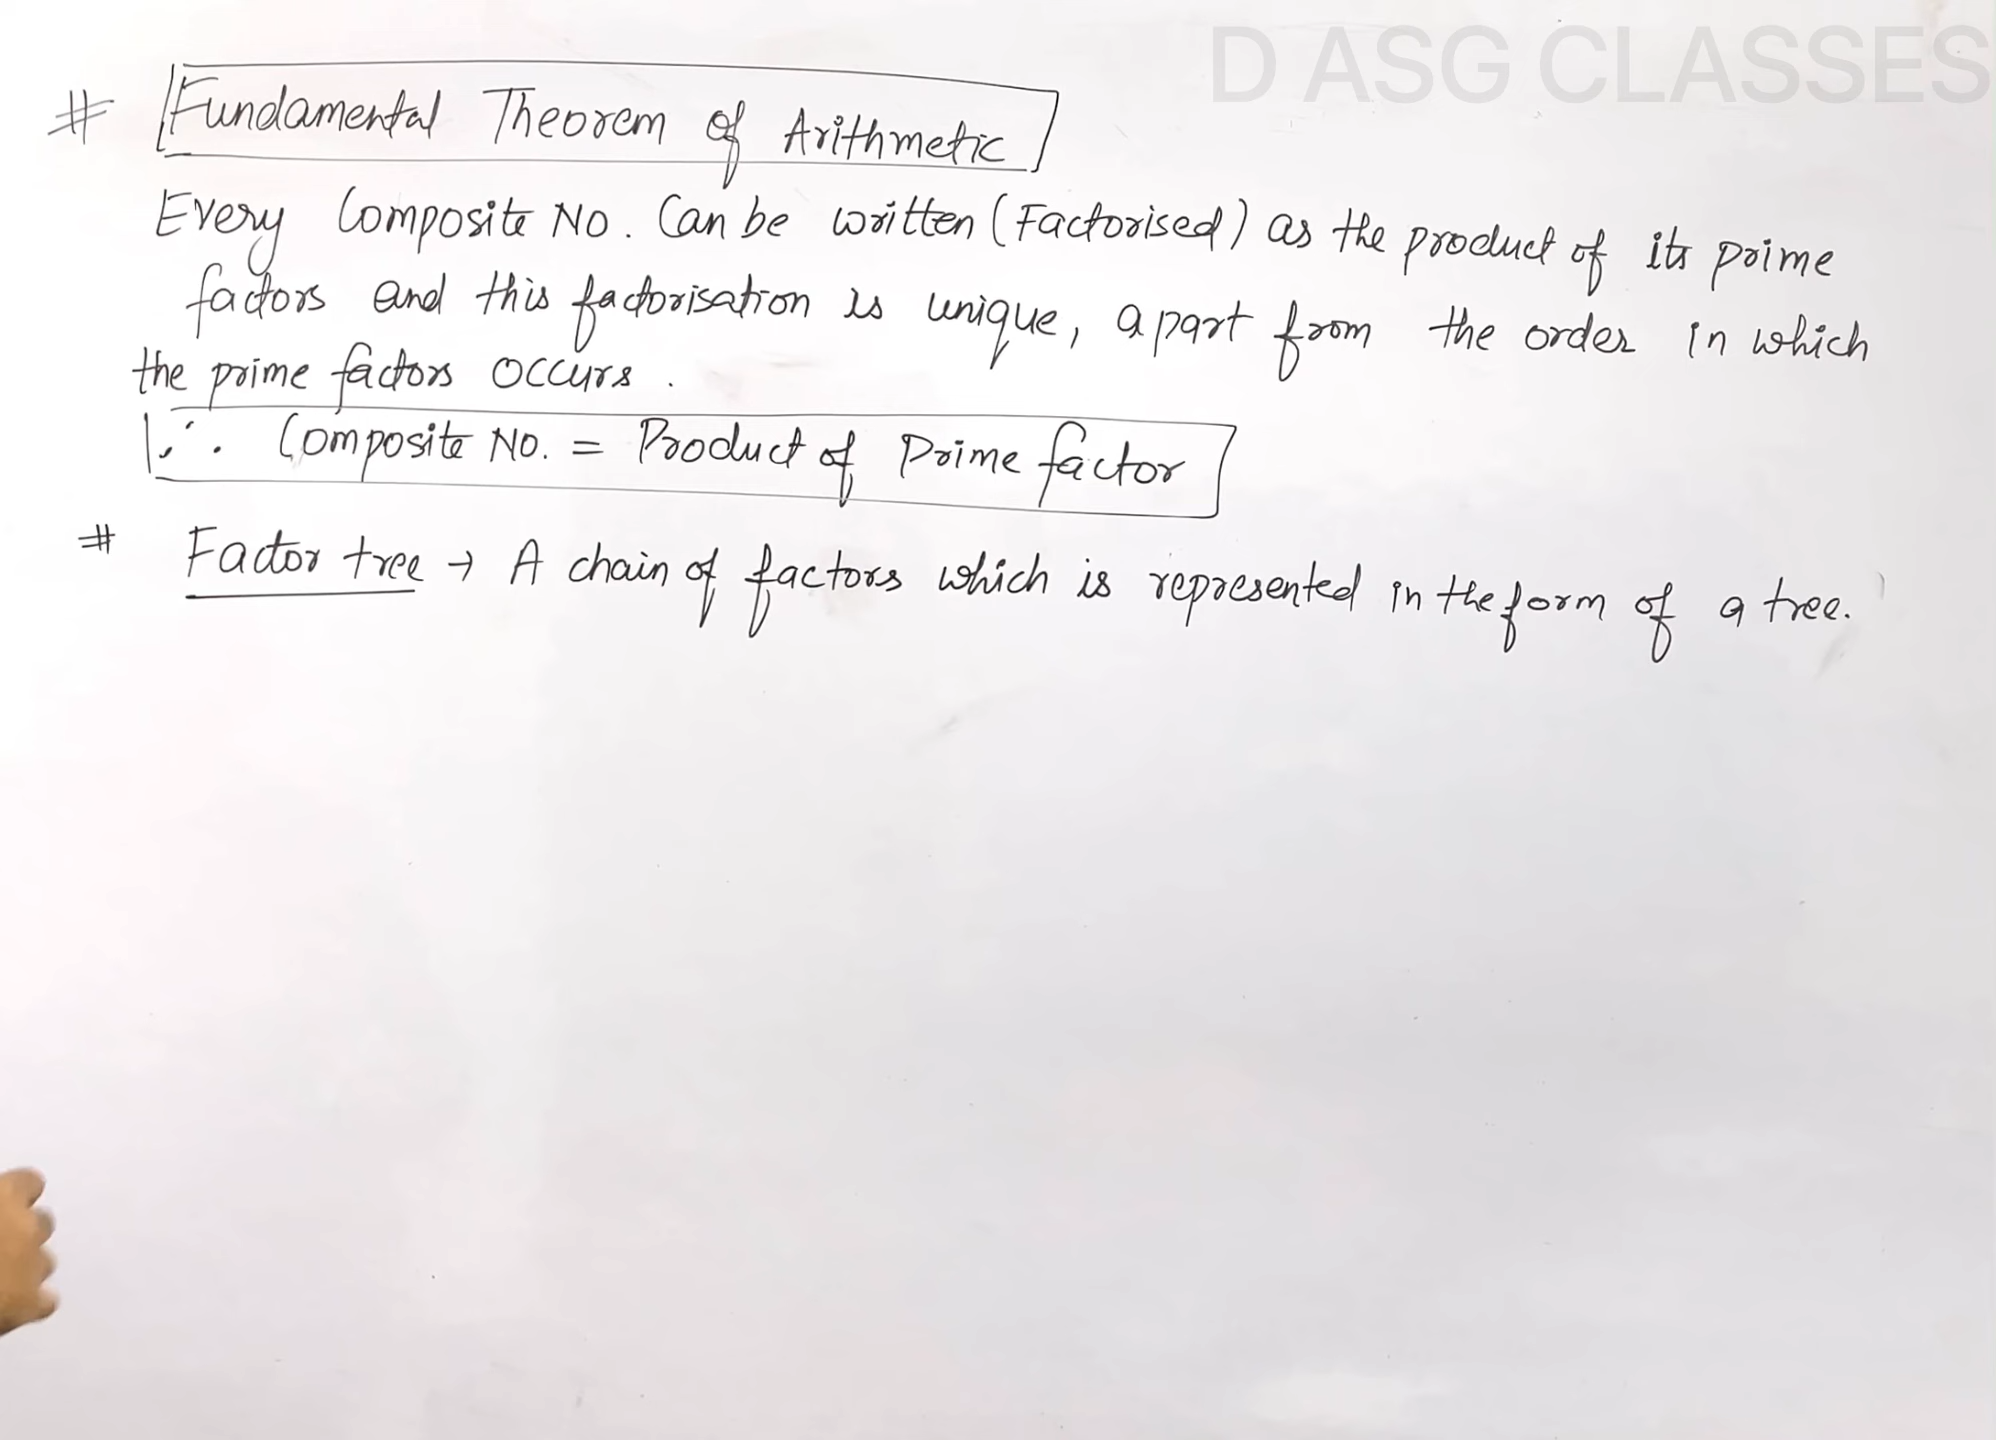 D ASG CLASSES
# Fundamental Theorem of Arithmetic
Every Composite No. Can be written (Factorised) as the product of its prime
factors and this factorisation is unique, apart from the order in which
the prime factors occurs.
∴ Composite No. = Product of Prime factor
# Factor tree → A chain of factors which is represented in the form of a tree.